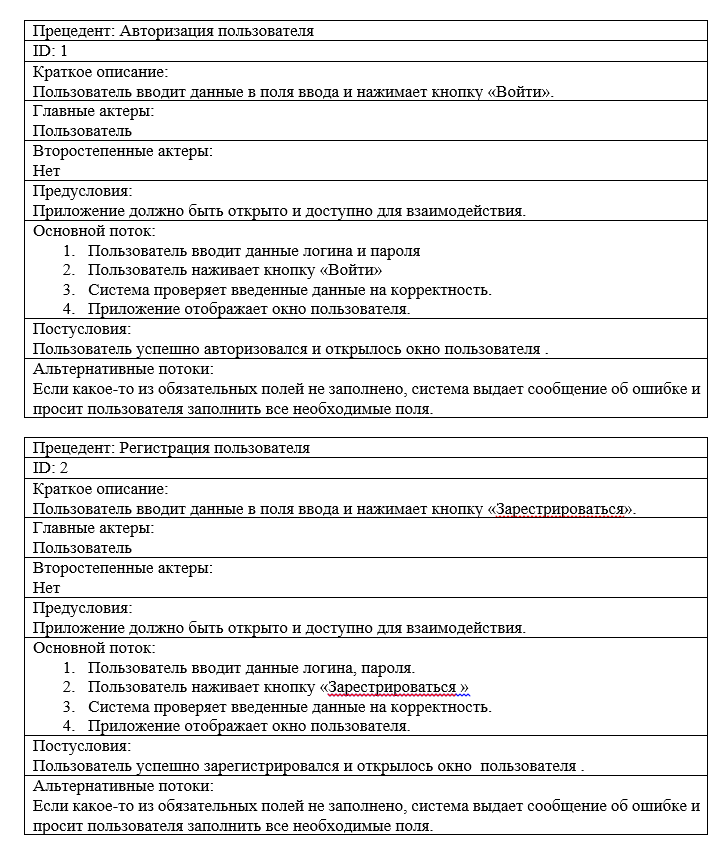 Прецедент: Авторизация пользователя
ID: 1
Краткое описание:
Пользователь вводит данные в поля ввода и нажимает кнопку «Войти».
Главные актеры:
Пользователь
Второстепенные актеры:
Нет
Предусловия:
Приложение должно быть открыто и доступно для взаимодействия.
Основной поток:
1. Пользователь вводит данные логина и пароля
2. Пользователь наживает кнопку «Войти»
3. Система проверяет введенные данные на корректность.
4. Приложение отображает окно пользователя.
Постусловия:
Пользователь успешно авторизовался и открылось окно пользователя .
Альтернативные потоки:
Если какое-то из обязательных полей не заполнено, система выдает сообщение об ошибке и
просит пользователя заполнить все необходимые поля.
Прецедент: Регистрация пользователя
ID: 2
Краткое описание:
Пользователь вводит данные в поля ввода и нажимает кнопку «Зарестрироваться».
Главные актеры:
Пользователь
Второстепенные актеры:
Нет
Предусловия:
Приложение должно быть открыто и доступно для взаимодействия.
Основной поток:
1. Пользователь вводит данные логина, пароля.
2. Пользователь наживает кнопку «Зарестрироваться »
3. Система проверяет введенные данные на корректность.
4. Приложение отображает окно пользователя.
Постусловия:
Пользователь успешно зарегистрировался и открылось окно  пользователя .
Альтернативные потоки:
Если какое-то из обязательных полей не заполнено, система выдает сообщение об ошибке и
просит пользователя заполнить все необходимые поля.